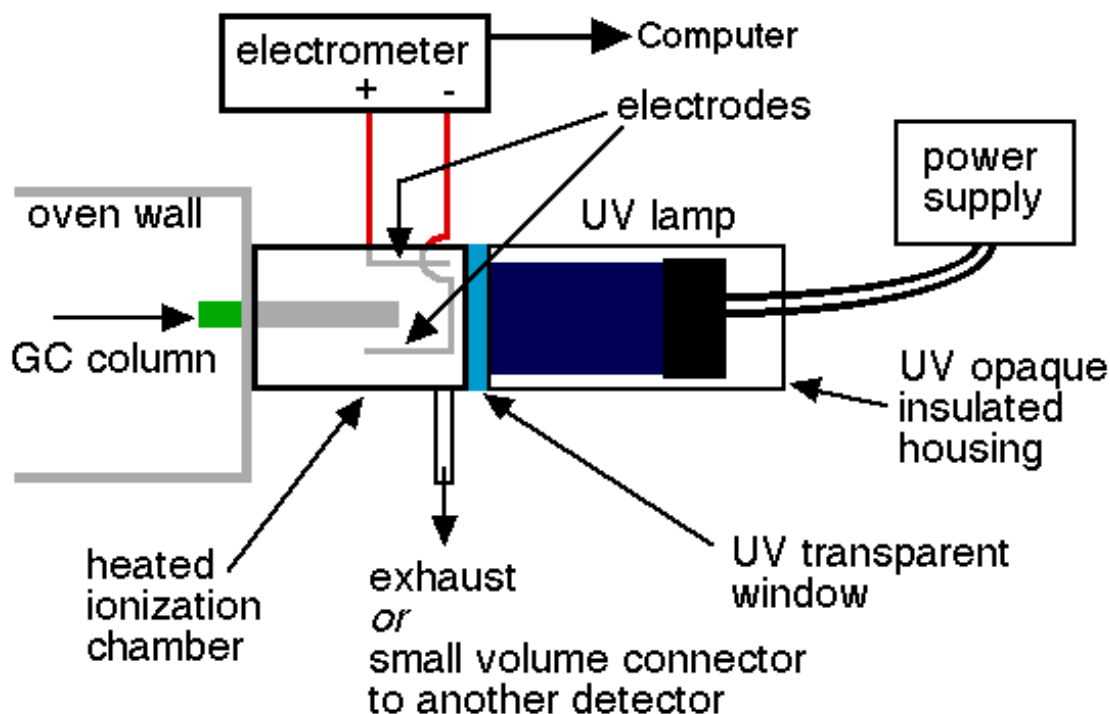 electrometer
+ -
Computer
electrodes
power
supply
oven wall
UV lamp
GC column
UV opaque
insulated
housing
heated
ionization
chamber
exhaust
or
small volume connector
to another detector
UV transparent
window